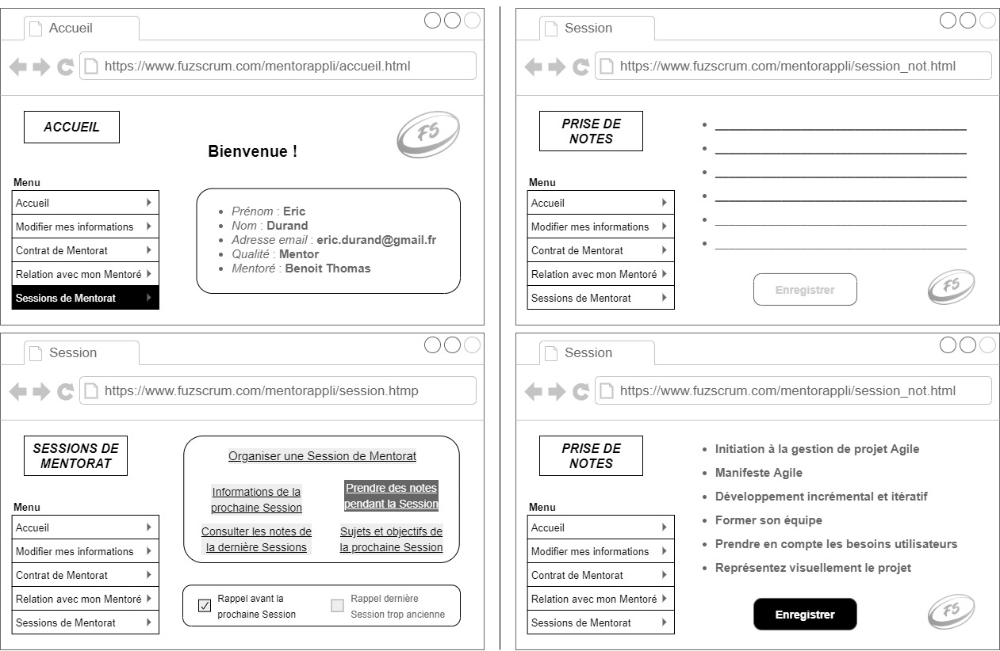 Accueil
https://www.fuzscrum.com/mentorappli/accueil.html
ACCUEIL
FS
Bienvenue !
Menu
Accueil
Modifier mes informations
Contrat de Mentorat
Relation avec mon Mentoré
Sessions de Mentorat
Prénom : Eric
Nom : Durand
Adresse email : eric.durand@gmail.fr
Qualité : Mentor
Mentoré : Benoit Thomas
Session
https://www.fuzscrum.com/mentorappli/session_not.html
PRISE DE
NOTES
Menu
Accueil
Modifier mes informations
Contrat de Mentorat
Relation avec mon Mentoré
Sessions de Mentorat
Enregistrer
FS
Session
https://www.fuzscrum.com/mentorappli/session.htmp
SESSIONS DE
MENTORAT
Menu
Accueil
Modifier mes informations
Contrat de Mentorat
Relation avec mon Mentoré
Sessions de Mentorat
Organiser une Session de Mentorat
Informations de la
prochaine Session
Prendre des notes
pendant la Session
Consulter les notes de
la dernière Sessions
Sujets et objectifs de
la prochaine Session
Rappel avant la
prochaine Session
Rappel dernière
Session trop ancienne
Session
https://www.fuzscrum.com/mentorappli/session_not.html
PRISE DE
NOTES
Menu
Accueil
Modifier mes informations
Contrat de Mentorat
Relation avec mon Mentoré
Sessions de Mentorat
Initiation à la gestion de projet Agile
Manifeste Agile
Développement incrémental et itératif
Former son équipe
Prendre en compte les besoins utilisateurs
Représentez visuellement le projet
Enregistrer
FS